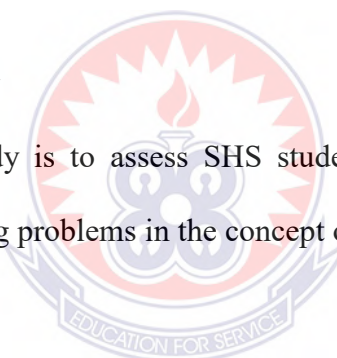 dy is to assess SHS stude
g problems in the concept o
EDUCATION FOR SERVICE